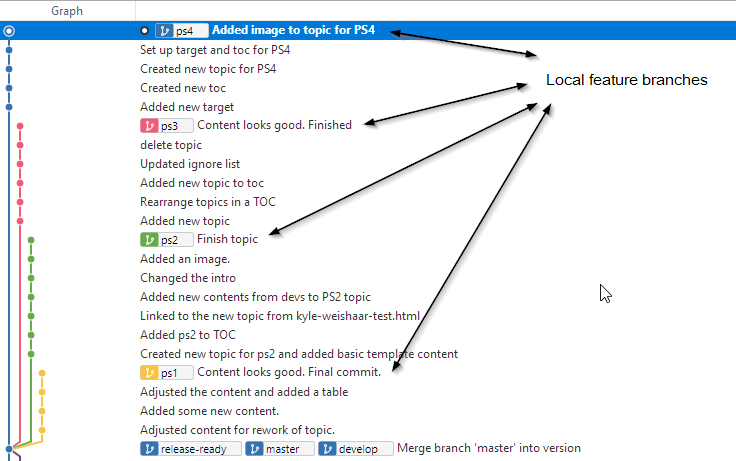 Graph
ps4 Added image to topic for PS4
Set up target and toc for PS4
Created new topic for PS4
Created new toc
Added new target
Local feature branches
ps3 Content looks good. Finished
delete topic
Updated ignore list
Added new topic to toc
Rearrange topics in a TOC
Added new topic
ps2 Finish topic
Added an image.
Changed the intro
Added new contents from devs to PS2 topic
Linked to the new topic from kyle-weishaar-test.html
Added ps2 to TOC
Created new topic for ps2 and added basic template content
ps1 Content looks good. Final commit.
Adjusted the content and added a table
Added some new content.
Adjusted content for rework of topic.
release-ready master develop Merge branch 'master' into version